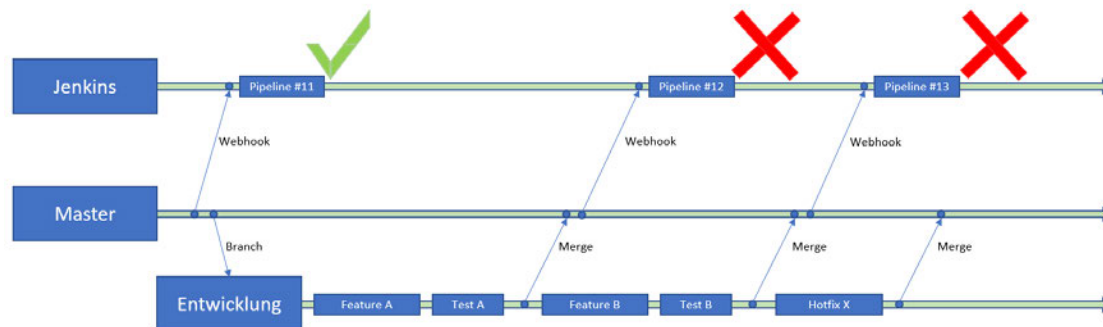 Jenkins
Pipeline #11
Pipeline #12
Pipeline #13
Webhook
Webhook
Webhook
Master
Branch
Merge
Merge
Merge
Entwicklung
Feature A
Test A
Feature B
Test B
Hotfix X